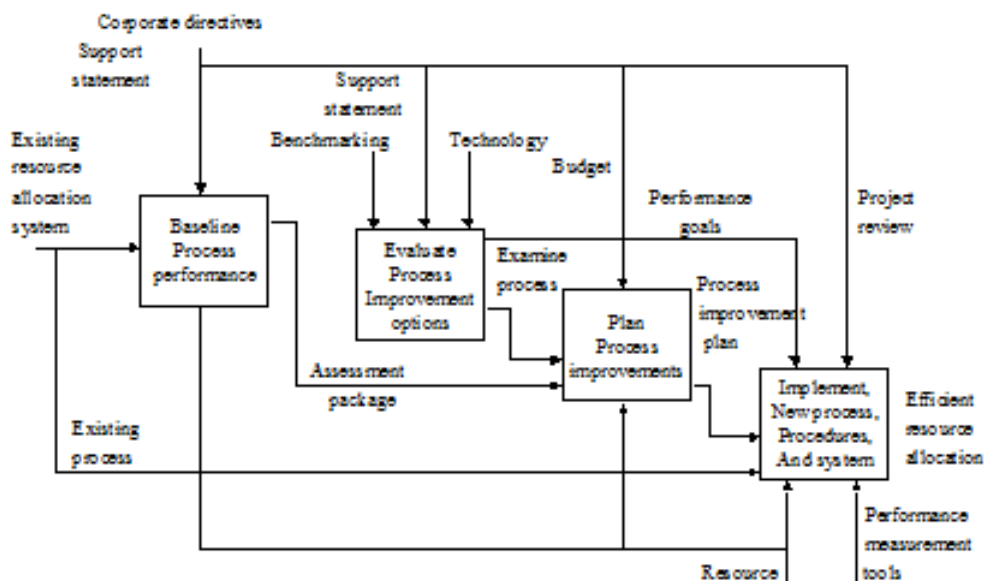 Corporate directives
Support
statement
Support
statement
Existing
resource
allocation
system
Benchmarking
Technology
Budget
Performance
goals
Project
review
Baseline
Process
performance
Evaluate
Process
Improvement
options
Examine
process
Process
improvement
plan
Plan
Process
improvements
Assessment
package
Implement,
New process,
Procedures,
And system
Efficient
resource
allocation
Existing
process
Performance
measurement
tools
Resource